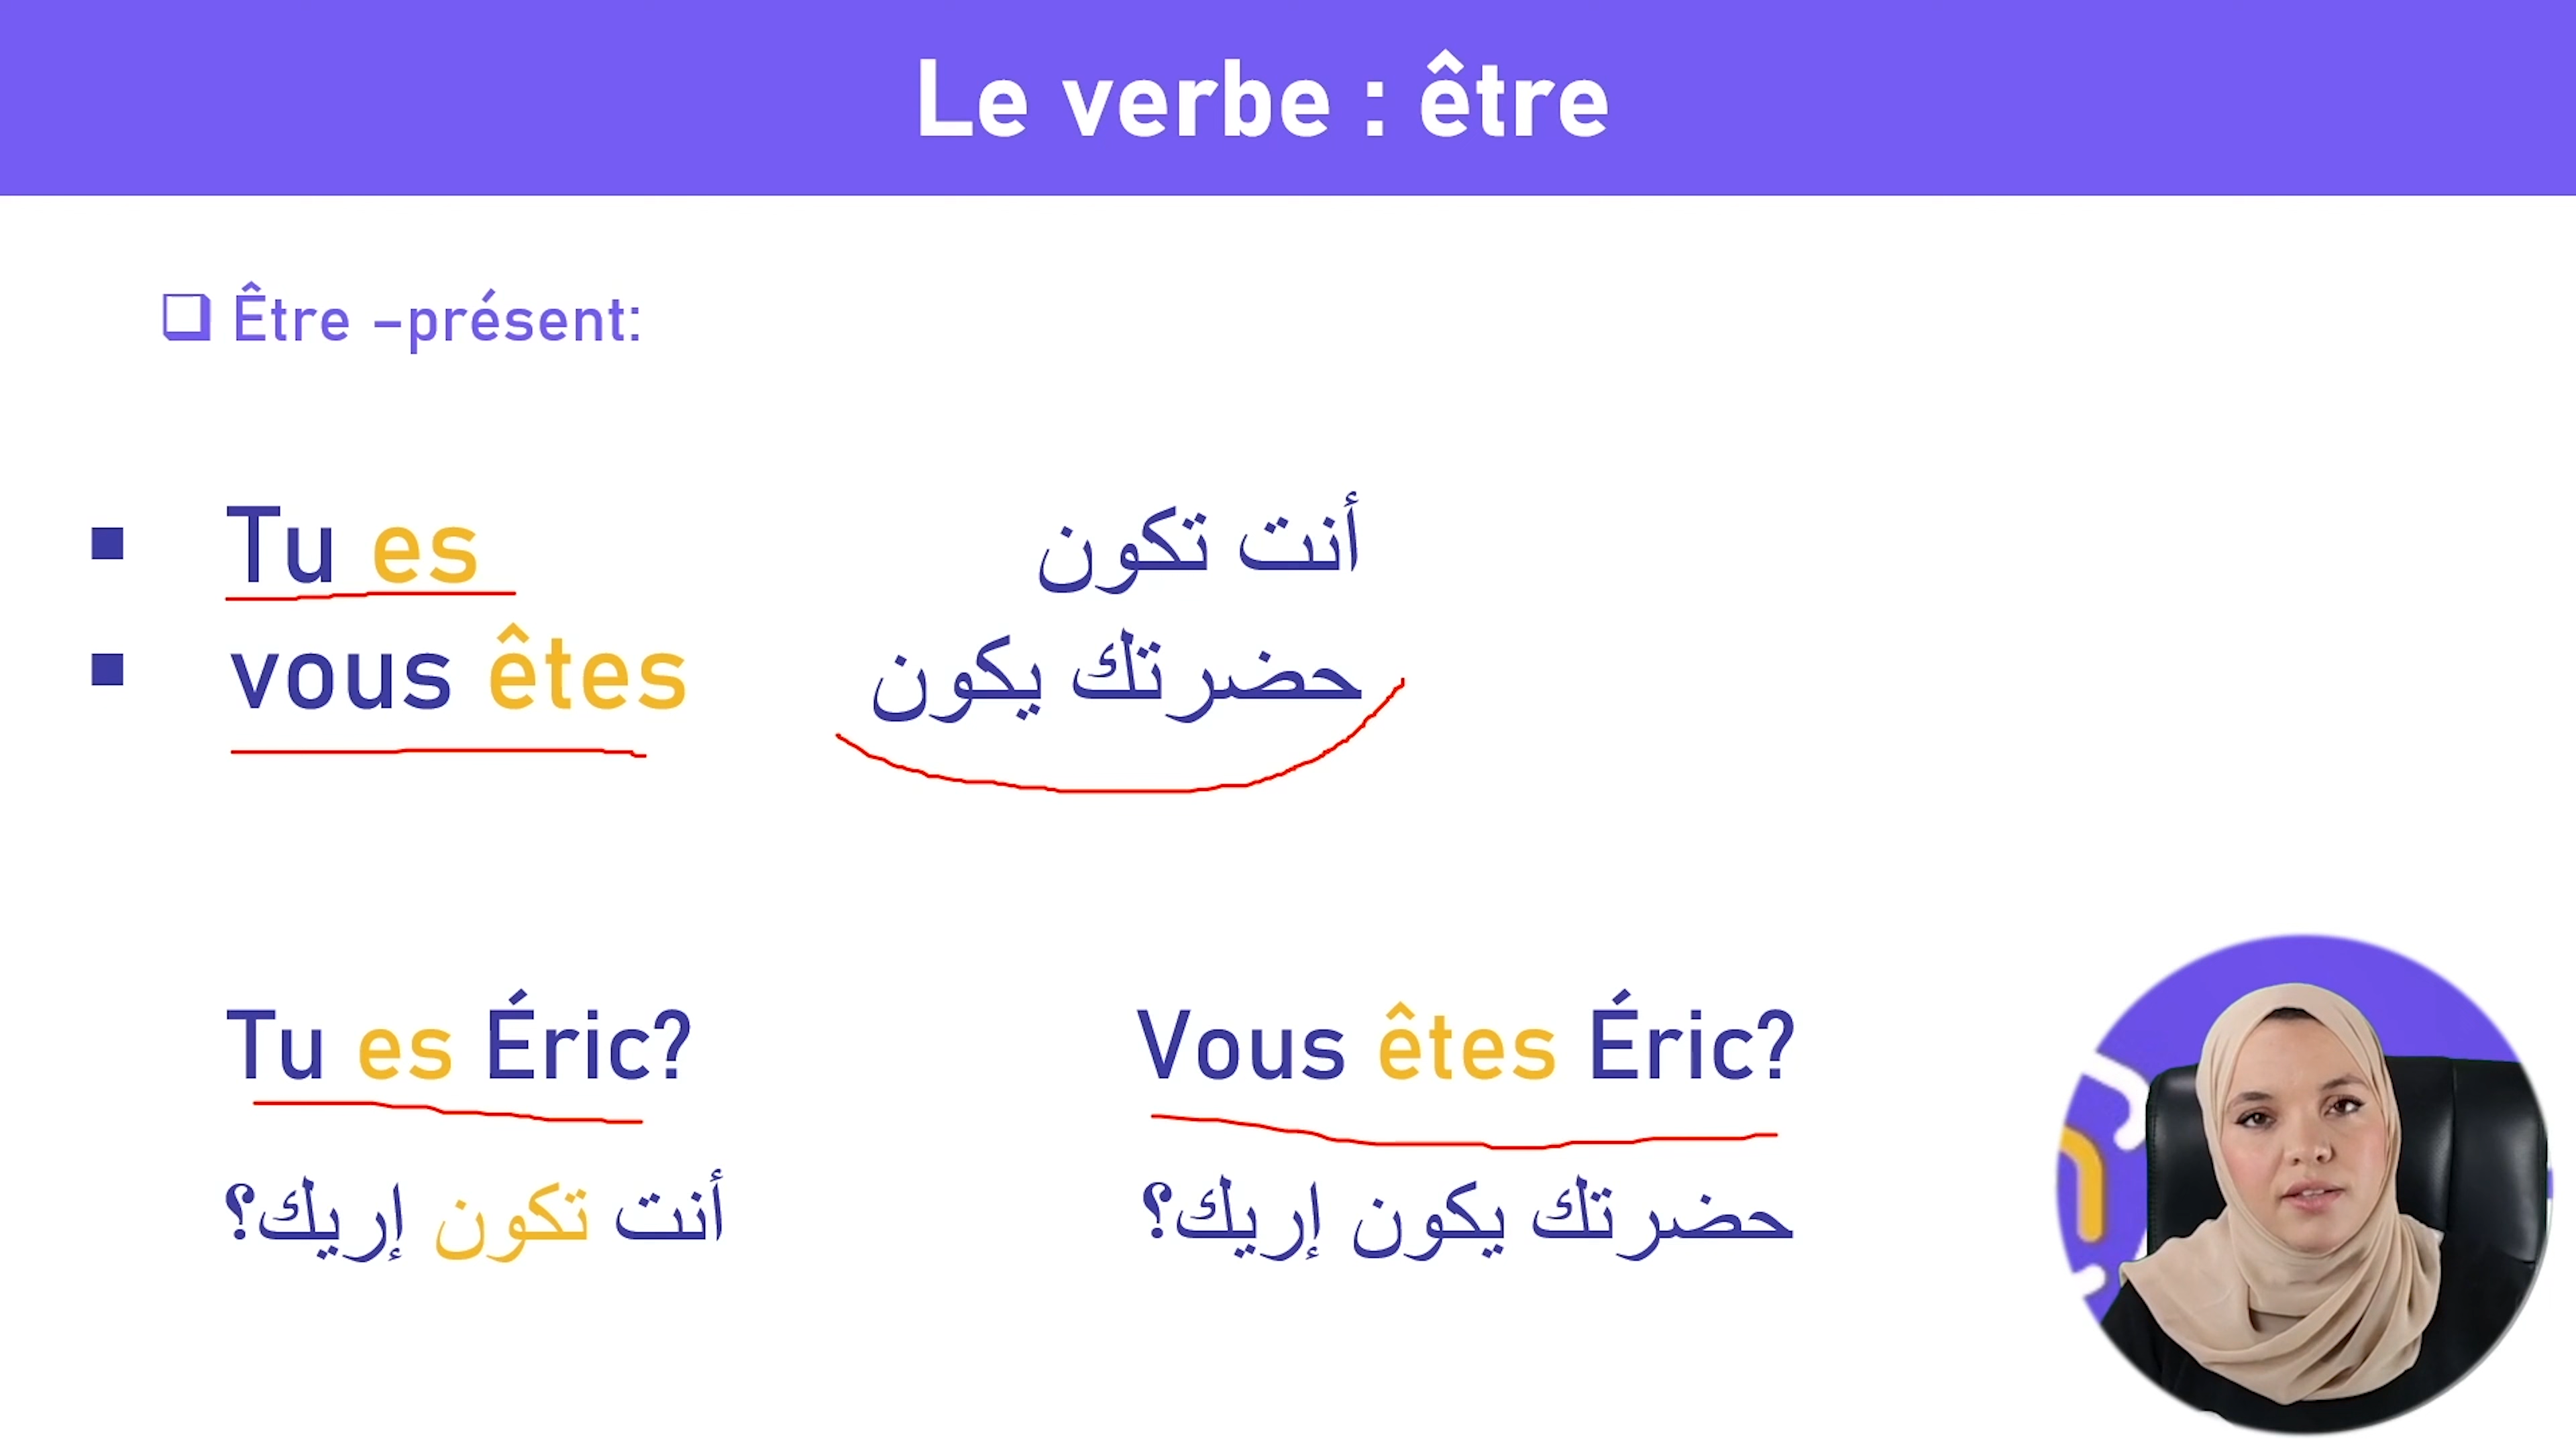 Le verbe : être
Être –présent:
Tu es
أنت تكون
vous êtes
حضرتك يكون
Tu es Éric?
Vous êtes Éric?
أنت تكون إريك؟
حضرتك يكون إريك؟